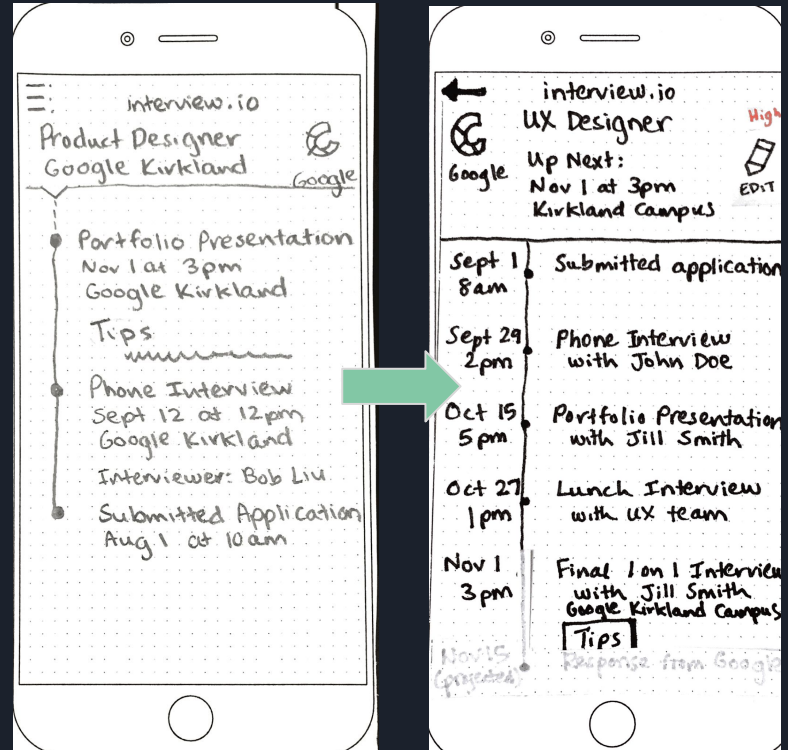 interview.io
Product Designer
Google Kirkland
Google
Portfolio Presentation
Nov 1 at 3pm
Google Kirkland
Tips
Phone Interview
Sept 12 at 12pm
Google Kirkland
Interviewer: Bob Liu
Submitted Application
Aug 1 at 10am
interview.io
UX Designer
High
Google
Up Next:
Nov 1 at 3pm
Kirkland Campus
EDIT
Sept 1
8am
Submitted application
Sept 29
2pm
Phone Interview
with John Doe
Oct 15
5pm
Portfolio Presentation
with Jill Smith
Oct 27
1pm
Lunch Interview
with UX team
Nov 1
3pm
Final 1 on 1 Interview
with Jill Smith
Google Kirkland Campus
Tips
Nov 15
(projected)
Response from Google